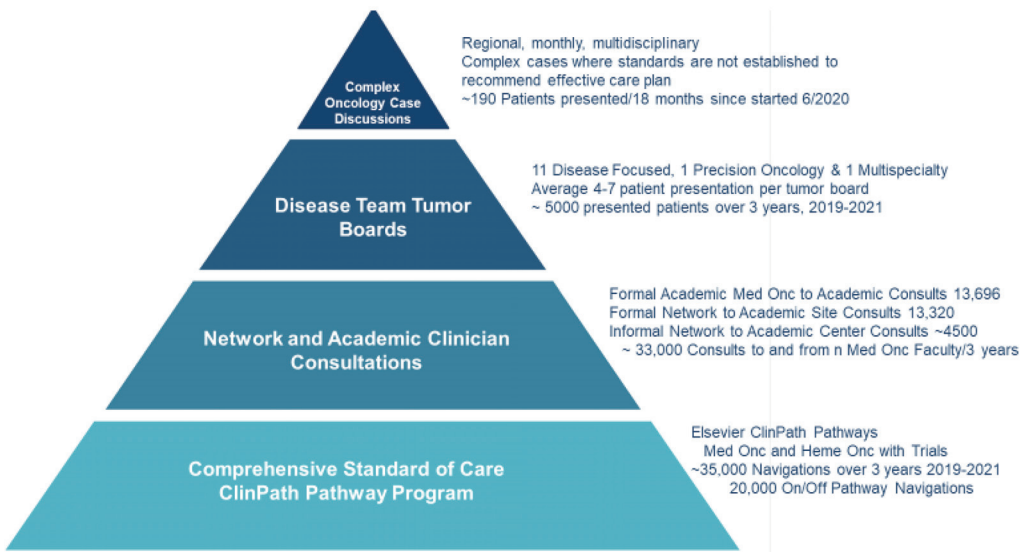 Complex
Oncology Case
Discussions
Regional, monthly, multidisciplinary
Complex cases where standards are not established to
recommend effective care plan
~190 Patients presented/18 months since started 6/2020
Disease Team Tumor
Boards
11 Disease Focused, 1 Precision Oncology & 1 Multispecialty
Average 4-7 patient presentation per tumor board
~ 5000 presented patients over 3 years, 2019-2021
Network and Academic Clinician
Consultations
Formal Academic Med Onc to Academic Consults 13,696
Formal Network to Academic Site Consults 13,320
Informal Network to Academic Center Consults ~4500
~ 33,000 Consults to and from n Med Onc Faculty/3 years
Comprehensive Standard of Care
ClinPath Pathway Program
Elsevier ClinPath Pathways
Med Onc and Heme Onc with Trials
~35,000 Navigations over 3 years 2019-2021
20,000 On/Off Pathway Navigations